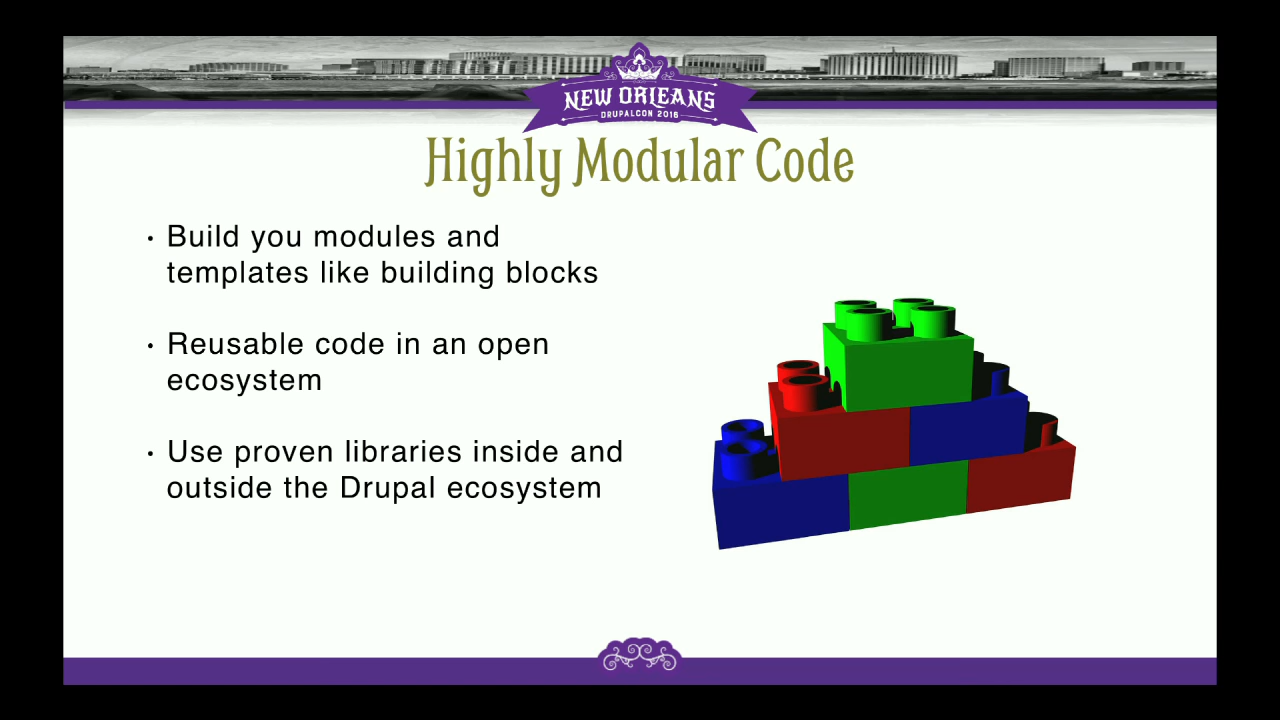 NEW ORLEANS
DRUPALCON 2016
Highly Modular Code
• Build you modules and
templates like building blocks
• Reusable code in an open
ecosystem
• Use proven libraries inside and
outside the Drupal ecosystem